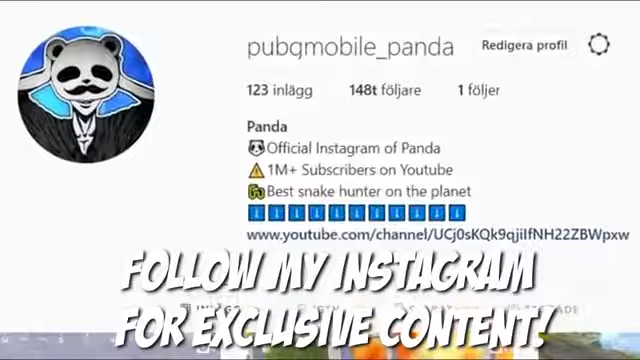 pubgmobile_panda Redigera profil
123 inlägg 148t följare 1 följer
Panda
🐼Official Instagram of Panda
⚠️1M+ Subscribers on Youtube
🐍Best snake hunter on the planet
⬇️⬇️⬇️⬇️⬇️⬇️⬇️⬇️⬇️⬇️⬇️
www.youtube.com/channel/UCj0sKQk9qjiIfNH22ZBWpxw
FOLLOW MY INSTAGRAM
FOR EXCLUSIVE CONTENT!